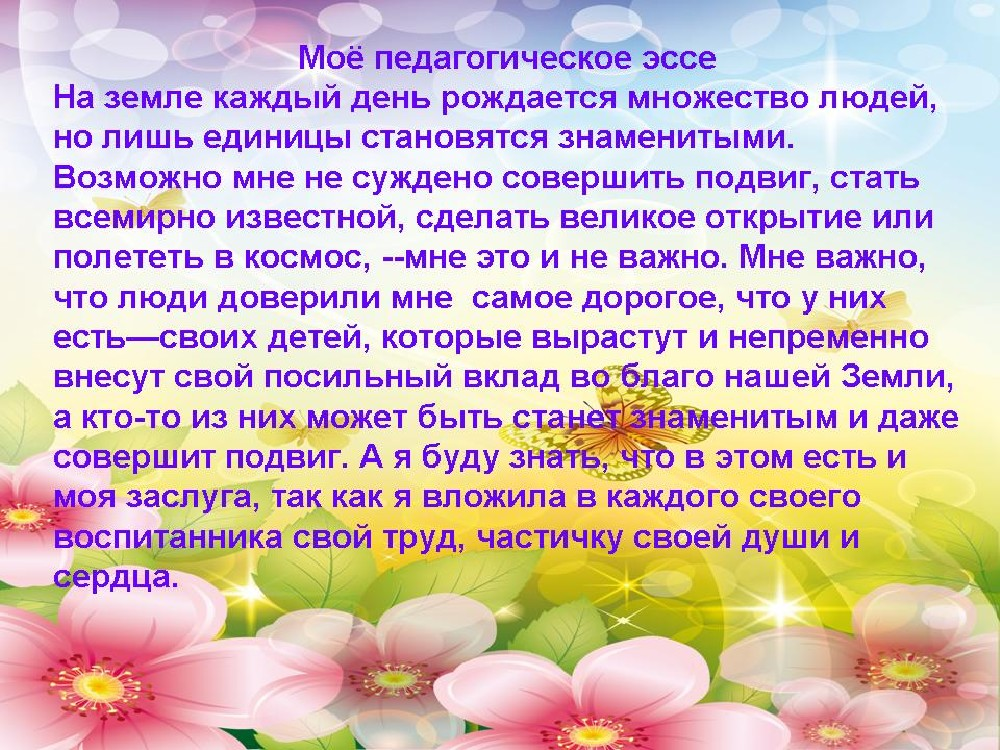 Моё педагогическое эссе
На земле каждый день рождается множество людей,
но лишь единицы становятся знаменитыми.
Возможно мне не суждено совершить подвиг, стать
всемирно известной, сделать великое открытие или
полететь в космос, --мне это и не важно. Мне важно,
что люди доверили мне  самое дорогое, что у них
есть—своих детей, которые вырастут и непременно
внесут свой посильный вклад во благо нашей Земли,
а кто-то из них может быть станет знаменитым и даже
совершит подвиг. А я буду знать, что в этом есть и
моя заслуга, так как я вложила в каждого своего
воспитанника свой труд, частичку своей души и
сердца.